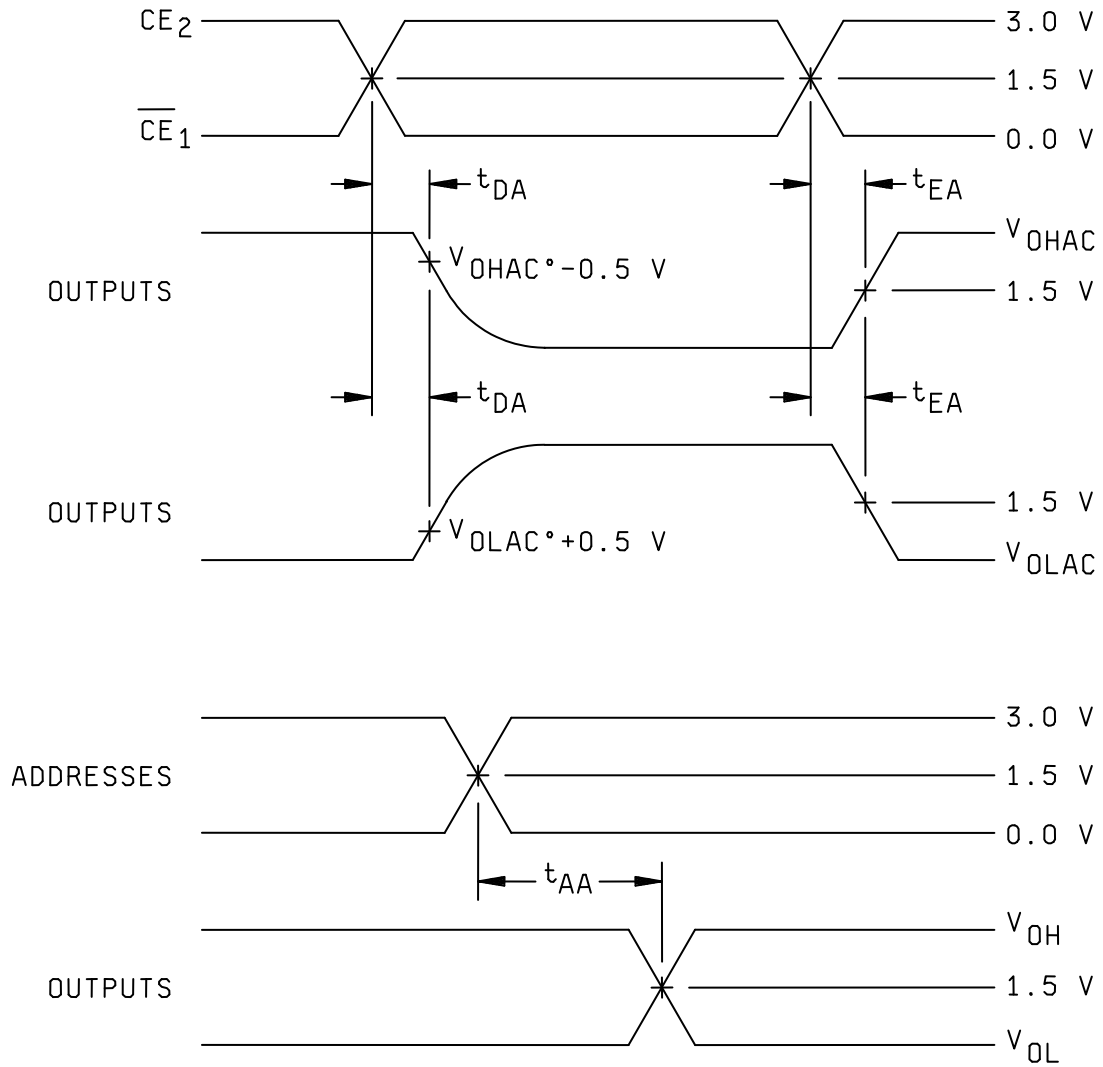 CE2 3.0 V
1.5 V
C̅E̅1 0.0 V
tDA tEA
VOHAC
VOHAC°-0.5 V
OUTPUTS 1.5 V
tDA tEA
1.5 V
OUTPUTS VOLAC°+0.5 V
VOLAC
3.0 V
ADDRESSES 1.5 V
0.0 V
tAA
VOH
OUTPUTS 1.5 V
VOL